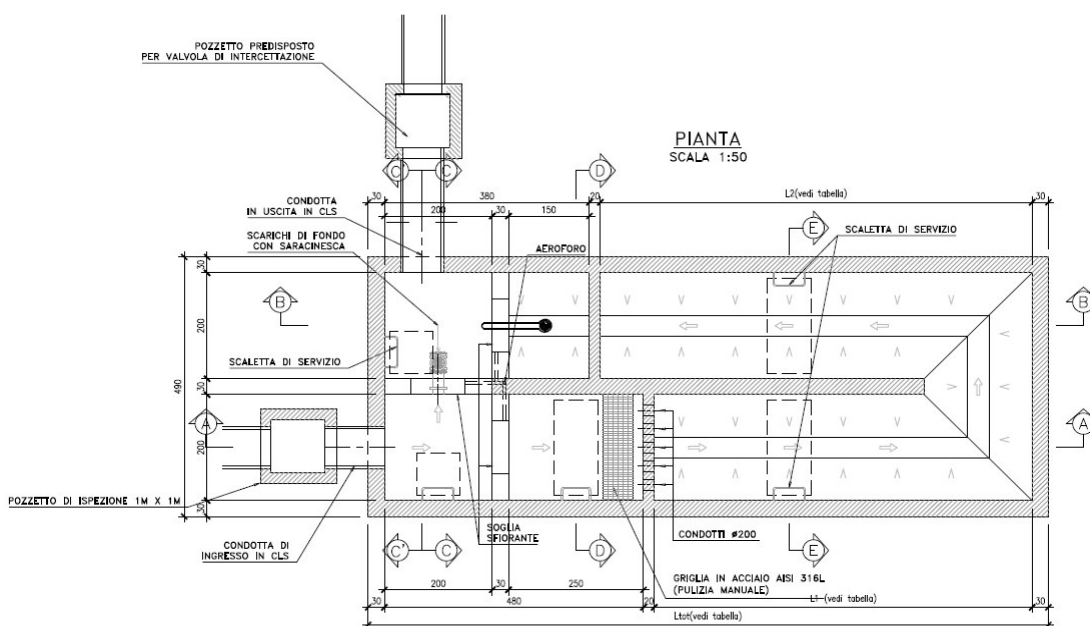 POZZETTO PREDISPOSTO
PER VALVOLA DI INTERCETTAZIONE
PIANTA
SCALA 1:50
C'
C
D
30
380
20
L2(vedi tabella)
30
200
30
150
CONDOTTA
IN USCITA IN CLS
SCARICHI DI FONDO
CON SARACINESCA
AEROFORO
E
SCALETTA DI SERVIZIO
30
B
B
200
SCALETTA DI SERVIZIO
490
30
A
A
200
POZZETTO DI ISPEZIONE 1M X 1M
30
SOGLIA
SFIORANTE
CONDOTTI ø200
CONDOTTA DI
INGRESSO IN CLS
C'
C
D
E
GRIGLIA IN ACCIAIO AISI 316L
(PULIZIA MANUALE)
200
30
250
30
480
20
L1 (vedi tabella)
30
Ltot(vedi tabella)